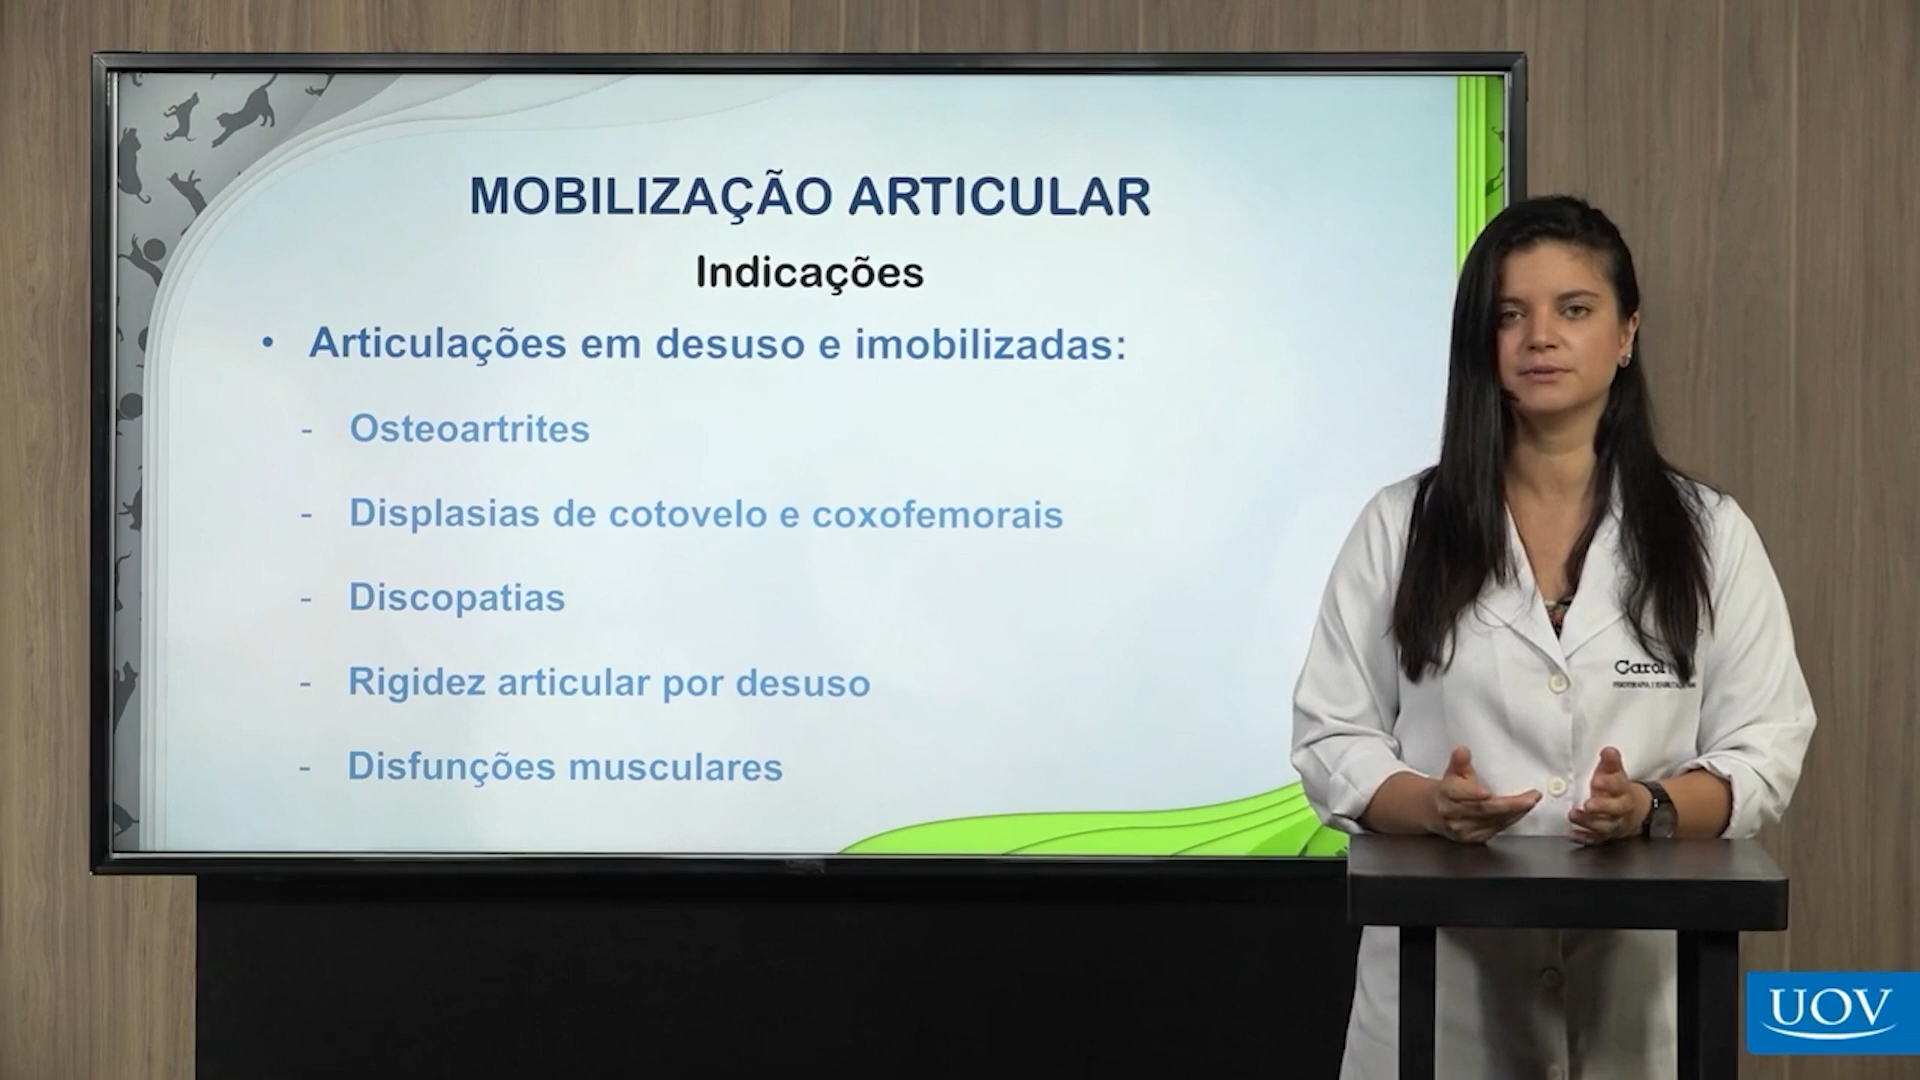 MOBILIZAÇÃO ARTICULAR
Indicações
• Articulações em desuso e imobilizadas:
- Osteoartrites
- Displasias de cotovelo e coxofemorais
- Discopatias
- Rigidez articular por desuso
- Disfunções musculares
UOV